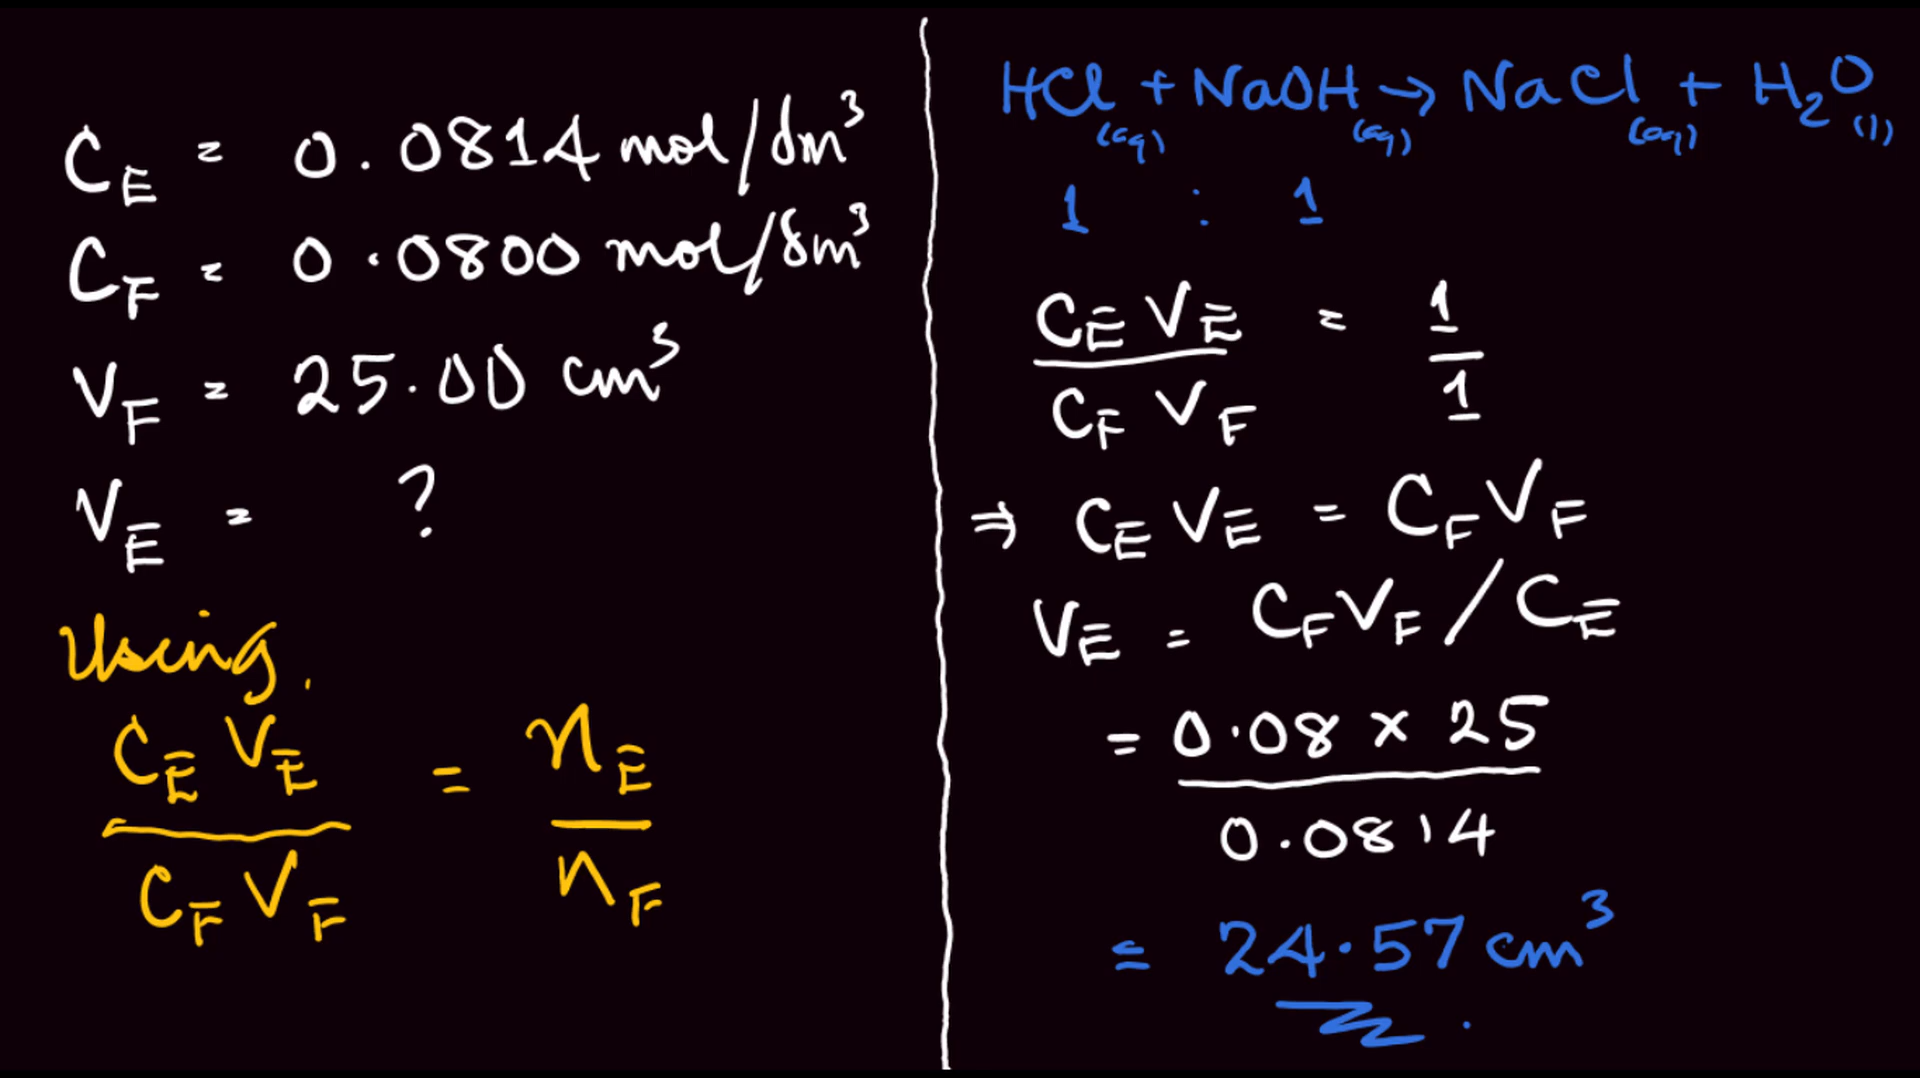 C_E = 0.0814 mol/dm³
C_F = 0.0800 mol/dm³
V_F = 25.00 cm³
V_E = ?
Using,
C_E V_E / C_F V_F = n_E / n_F
HCl(aq) + NaOH(aq) → NaCl(aq) + H₂O(l)
1 : 1
C_E V_E / C_F V_F = 1 / 1
⇒ C_E V_E = C_F V_F
V_E = C_F V_F / C_E
= 0.08 × 25 / 0.0814
= 24.57 cm³